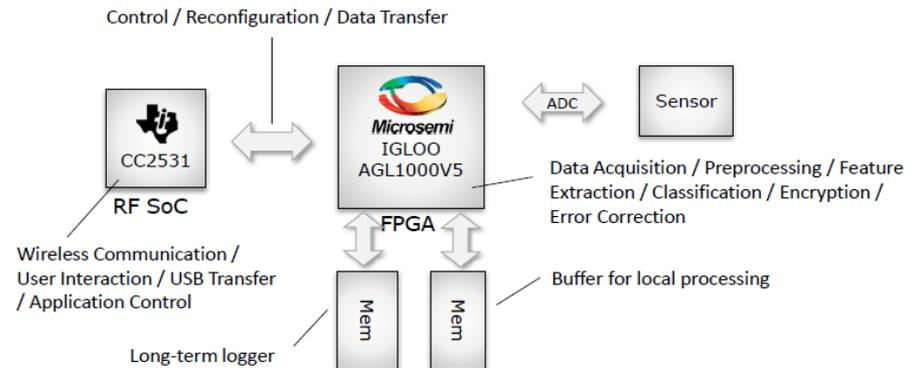 Control / Reconfiguration / Data Transfer
Microsemi
IGLOO
AGL1000V5
FPGA
ADC
Sensor
ti
CC2531
RF SoC
Data Acquisition / Preprocessing / Feature
Extraction / Classification / Encryption /
Error Correction
Wireless Communication /
User Interaction / USB Transfer
/ Application Control
Mem
Mem
Buffer for local processing
Long-term logger